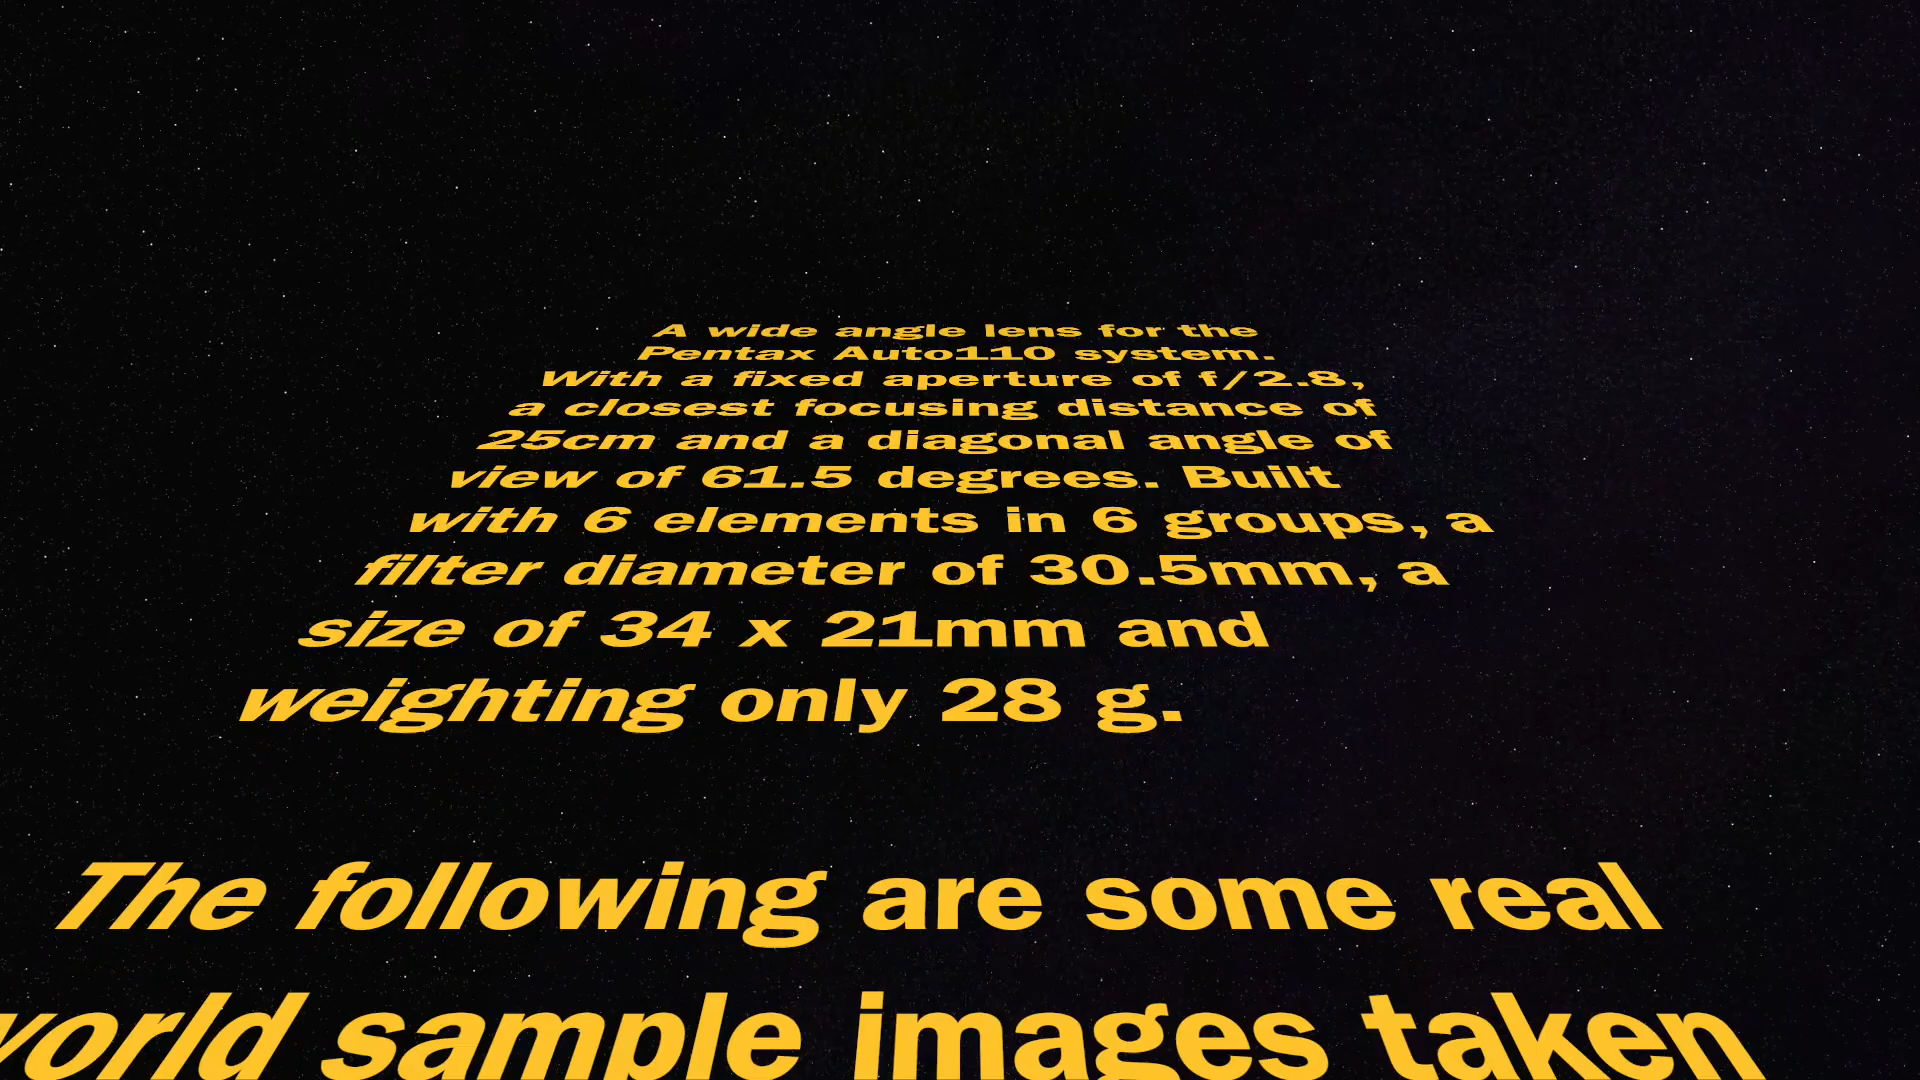 A wide angle lens for the
Pentax Auto110 system.
With a fixed aperture of f/2.8,
a closest focusing distance of
25cm and a diagonal angle of
view of 61.5 degrees. Built
with 6 elements in 6 groups, a
filter diameter of 30.5mm, a
size of 34 x 21mm and
weighting only 28 g.
The following are some real
world sample images taken